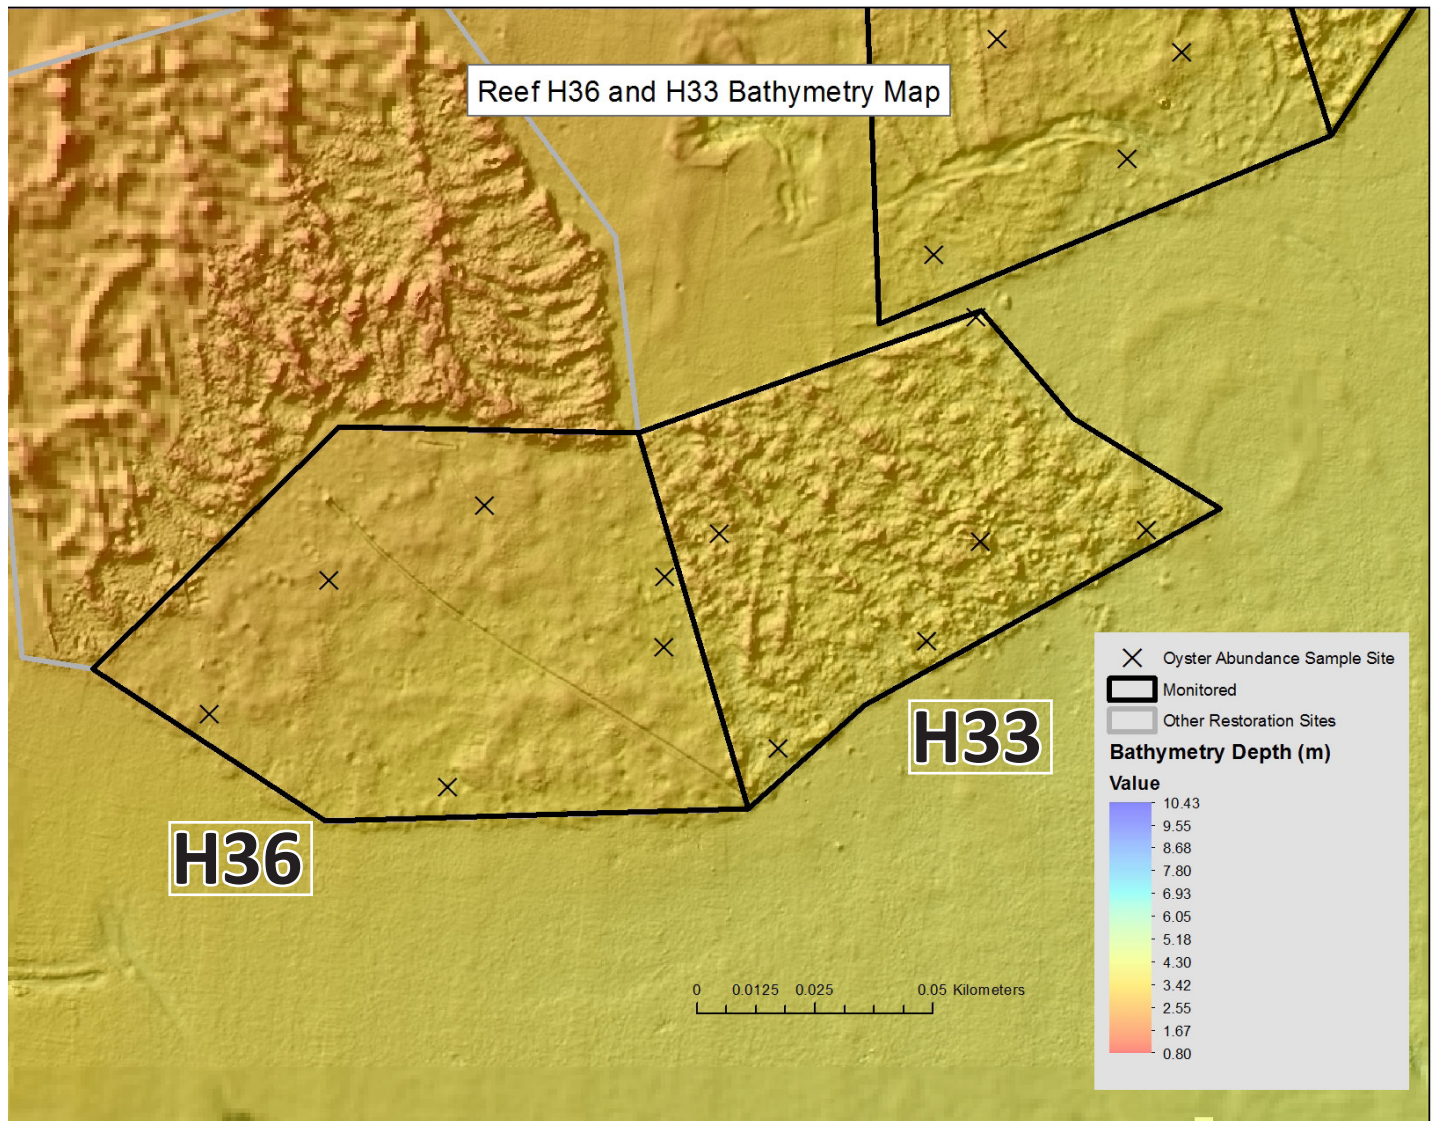 Reef H36 and H33 Bathymetry Map
H33
H36
Oyster Abundance Sample Site
Monitored
Other Restoration Sites
Bathymetry Depth (m)
Value
10.43
9.55
8.68
7.80
6.93
6.05
5.18
4.30
3.42
2.55
1.67
0.80
0 0.0125 0.025 0.05 Kilometers